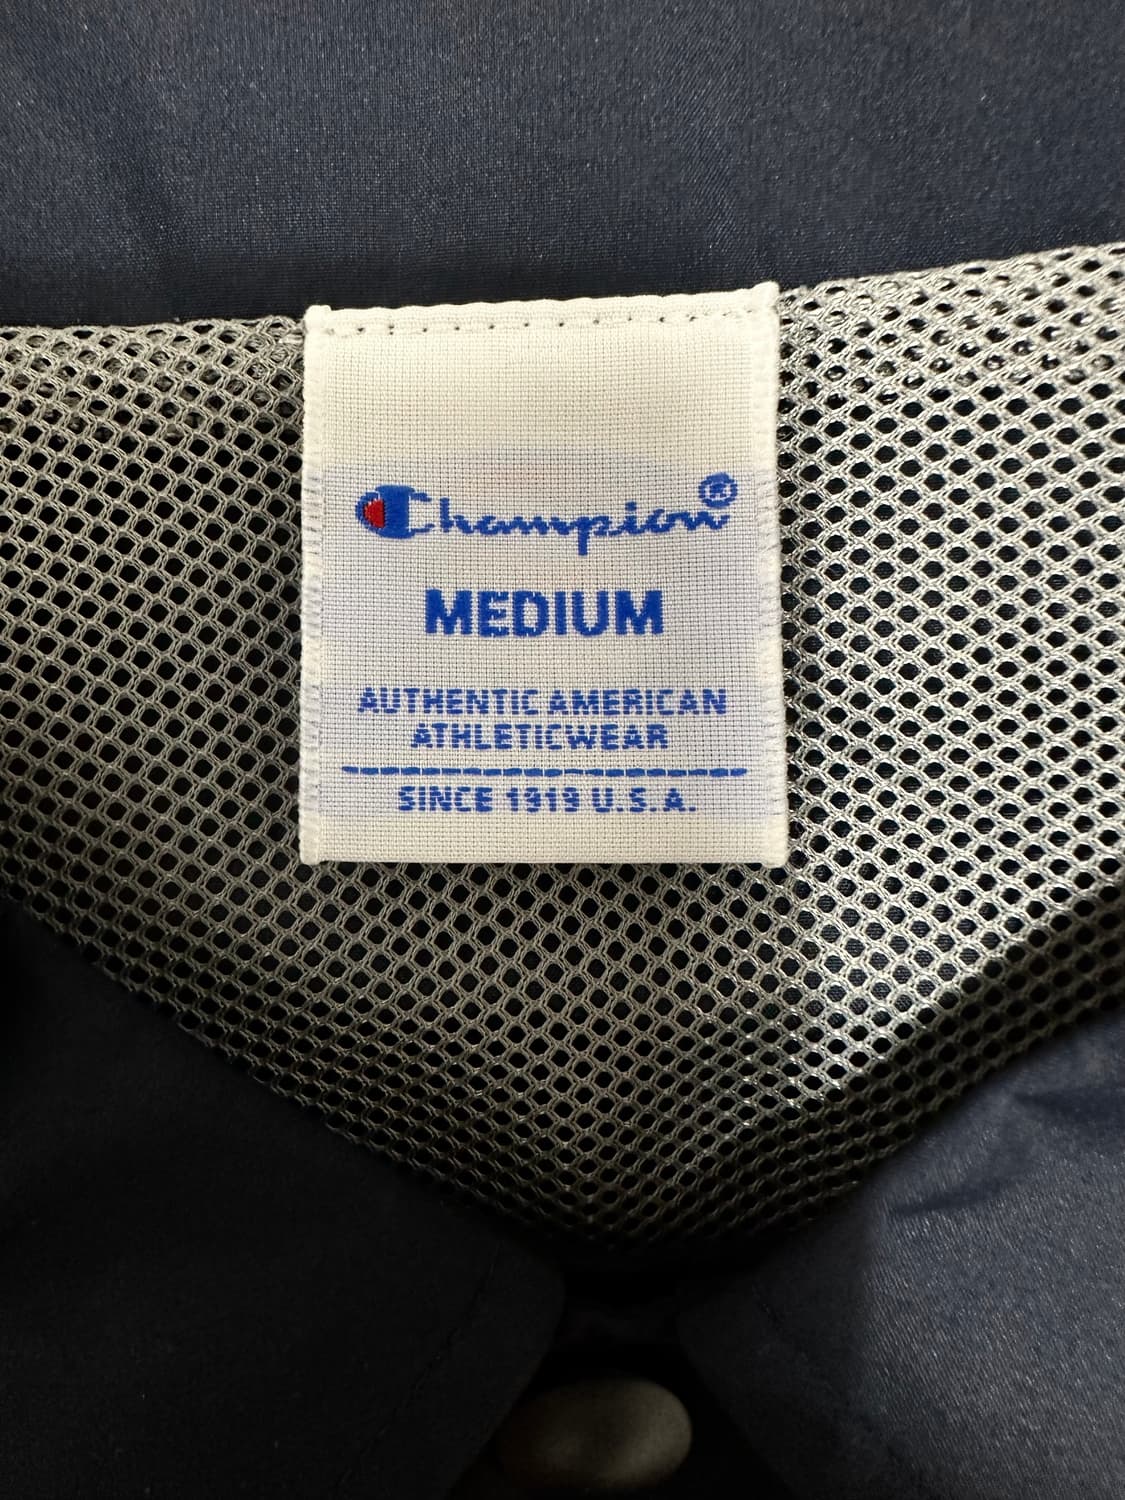 Champion®
MEDIUM
AUTHENTIC AMERICAN
ATHLETICWEAR
SINCE 1919 U.S.A.